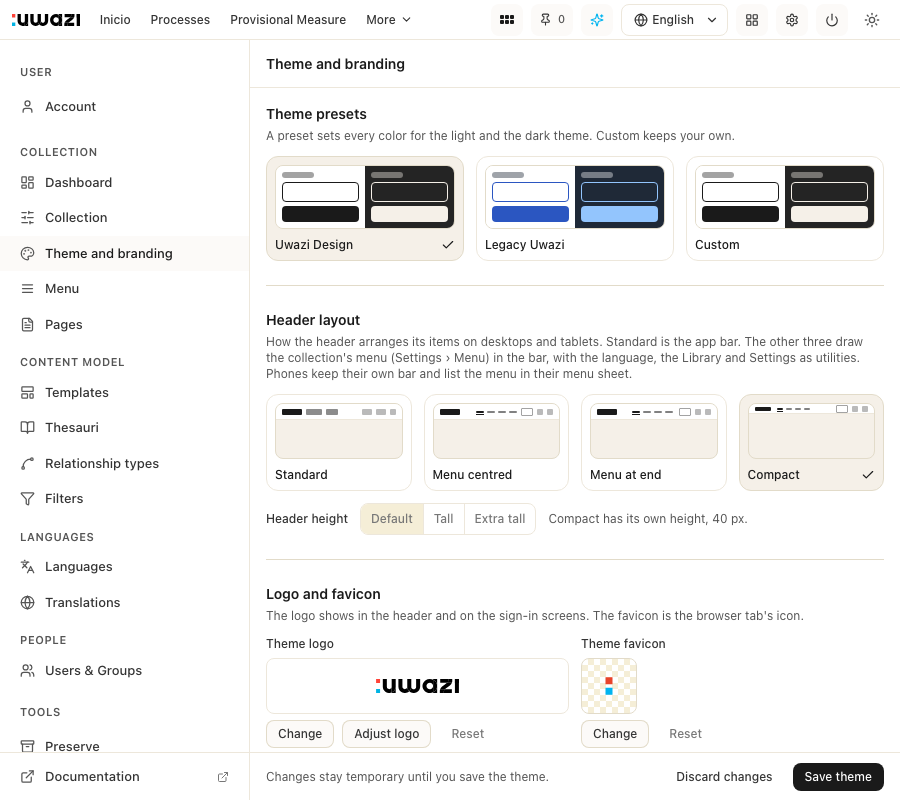 :uwazi
Inicio
Processes
Provisional Measure
More
0
English
USER
Account
COLLECTION
Dashboard
Collection
Theme and branding
Menu
Pages
CONTENT MODEL
Templates
Thesauri
Relationship types
Filters
LANGUAGES
Languages
Translations
PEOPLE
Users & Groups
TOOLS
Preserve
Documentation
Theme and branding
Theme presets
A preset sets every color for the light and the dark theme. Custom keeps your own.
Uwazi Design
Legacy Uwazi
Custom
Header layout
How the header arranges its items on desktops and tablets. Standard is the app bar. The other three draw
the collection's menu (Settings › Menu) in the bar, with the language, the Library and Settings as utilities.
Phones keep their own bar and list the menu in their menu sheet.
Standard
Menu centred
Menu at end
Compact
Header height
Default
Tall
Extra tall
Compact has its own height, 40 px.
Logo and favicon
The logo shows in the header and on the sign-in screens. The favicon is the browser tab's icon.
Theme logo
Theme favicon
:uwazi
Change
Adjust logo
Reset
Change
Reset
Changes stay temporary until you save the theme.
Discard changes
Save theme